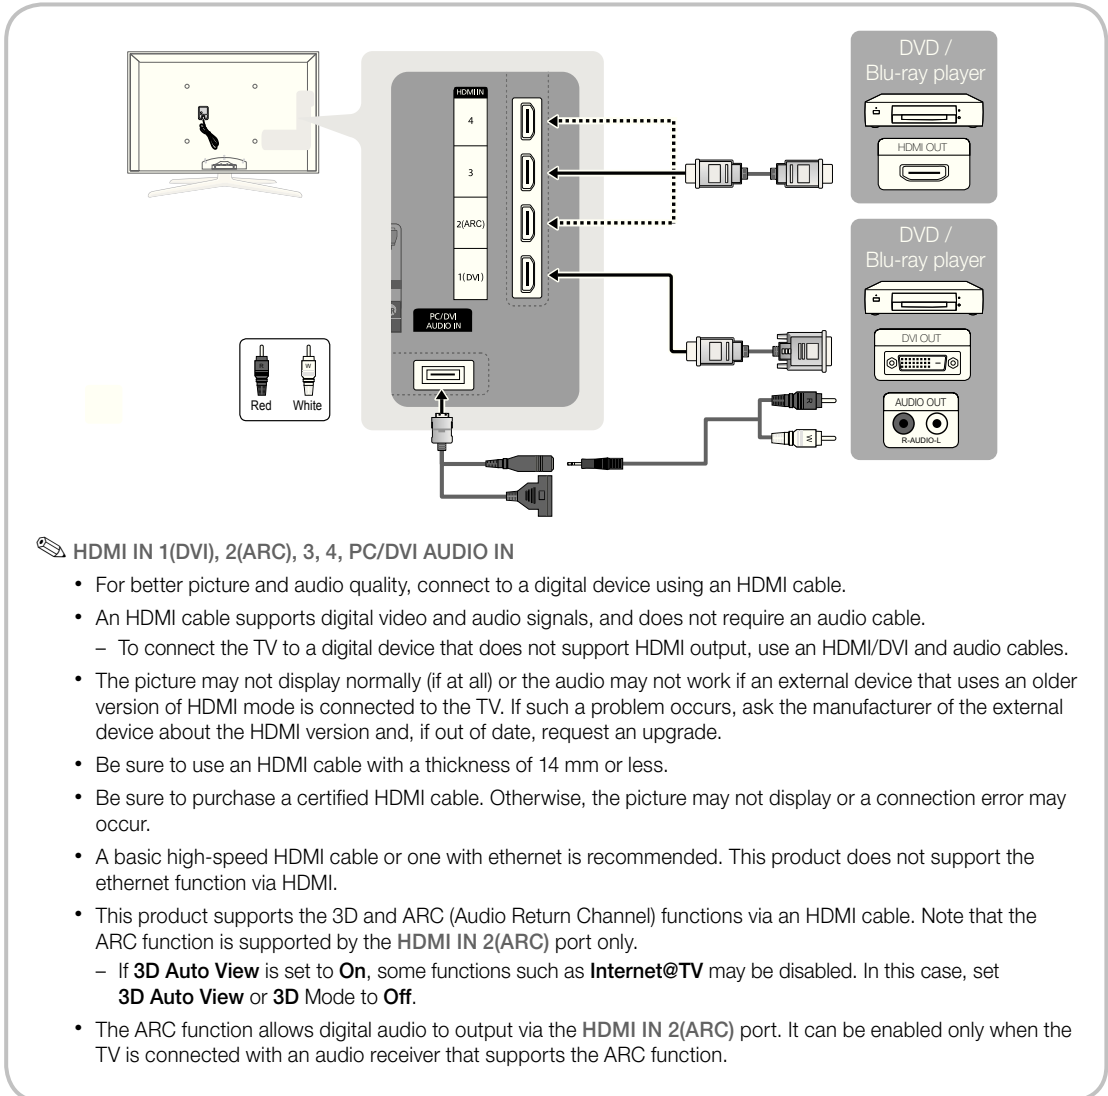 DVD /
Blu-ray player
HDMI OUT
HDMI IN
4
3
2(ARC)
1(DVI)
PC/DVI
AUDIO IN
DVD /
Blu-ray player
DVI OUT
AUDIO OUT
R-AUDIO-L
R
W
Red
White
R
W
HDMI IN 1(DVI), 2(ARC), 3, 4, PC/DVI AUDIO IN
• For better picture and audio quality, connect to a digital device using an HDMI cable.
• An HDMI cable supports digital video and audio signals, and does not require an audio cable.
– To connect the TV to a digital device that does not support HDMI output, use an HDMI/DVI and audio cables.
• The picture may not display normally (if at all) or the audio may not work if an external device that uses an older
version of HDMI mode is connected to the TV. If such a problem occurs, ask the manufacturer of the external
device about the HDMI version and, if out of date, request an upgrade.
• Be sure to use an HDMI cable with a thickness of 14 mm or less.
• Be sure to purchase a certified HDMI cable. Otherwise, the picture may not display or a connection error may
occur.
• A basic high-speed HDMI cable or one with ethernet is recommended. This product does not support the
ethernet function via HDMI.
• This product supports the 3D and ARC (Audio Return Channel) functions via an HDMI cable. Note that the
ARC function is supported by the HDMI IN 2(ARC) port only.
– If 3D Auto View is set to On, some functions such as Internet@TV may be disabled. In this case, set
3D Auto View or 3D Mode to Off.
• The ARC function allows digital audio to output via the HDMI IN 2(ARC) port. It can be enabled only when the
TV is connected with an audio receiver that supports the ARC function.